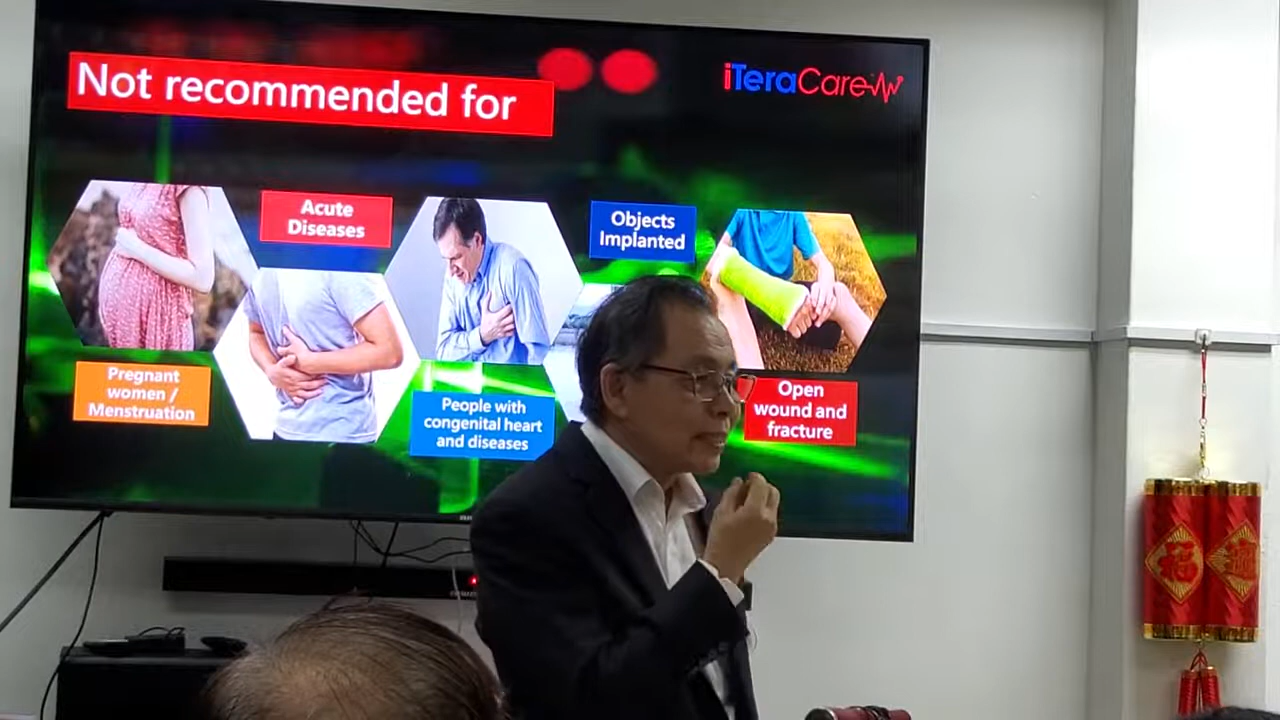 Not recommended for
iTeraCare
Acute
Diseases
Objects
Implanted
Pregnant
women /
Menstruation
People with
congenital heart
and diseases
Open
wound and
fracture
福